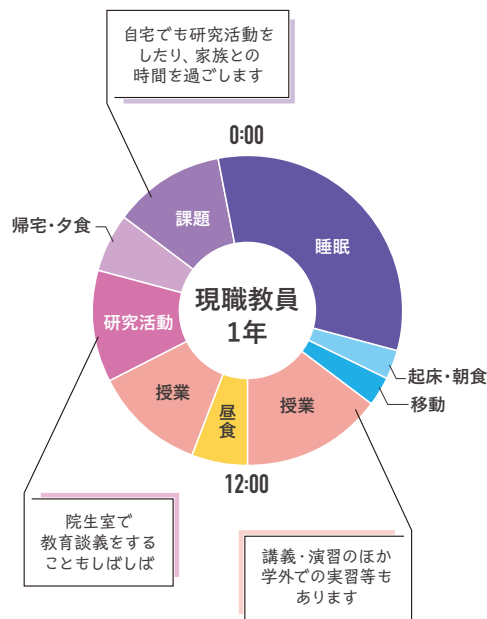 自宅でも研究活動を
したり、家族との
時間を過ごします
0:00
課題
睡眠
帰宅・夕食
現職教員
1年
研究活動
起床・朝食
移動
授業
昼食
授業
12:00
院生室で
教育談義をする
こともしばしば
講義・演習のほか
学外での実習等も
あります